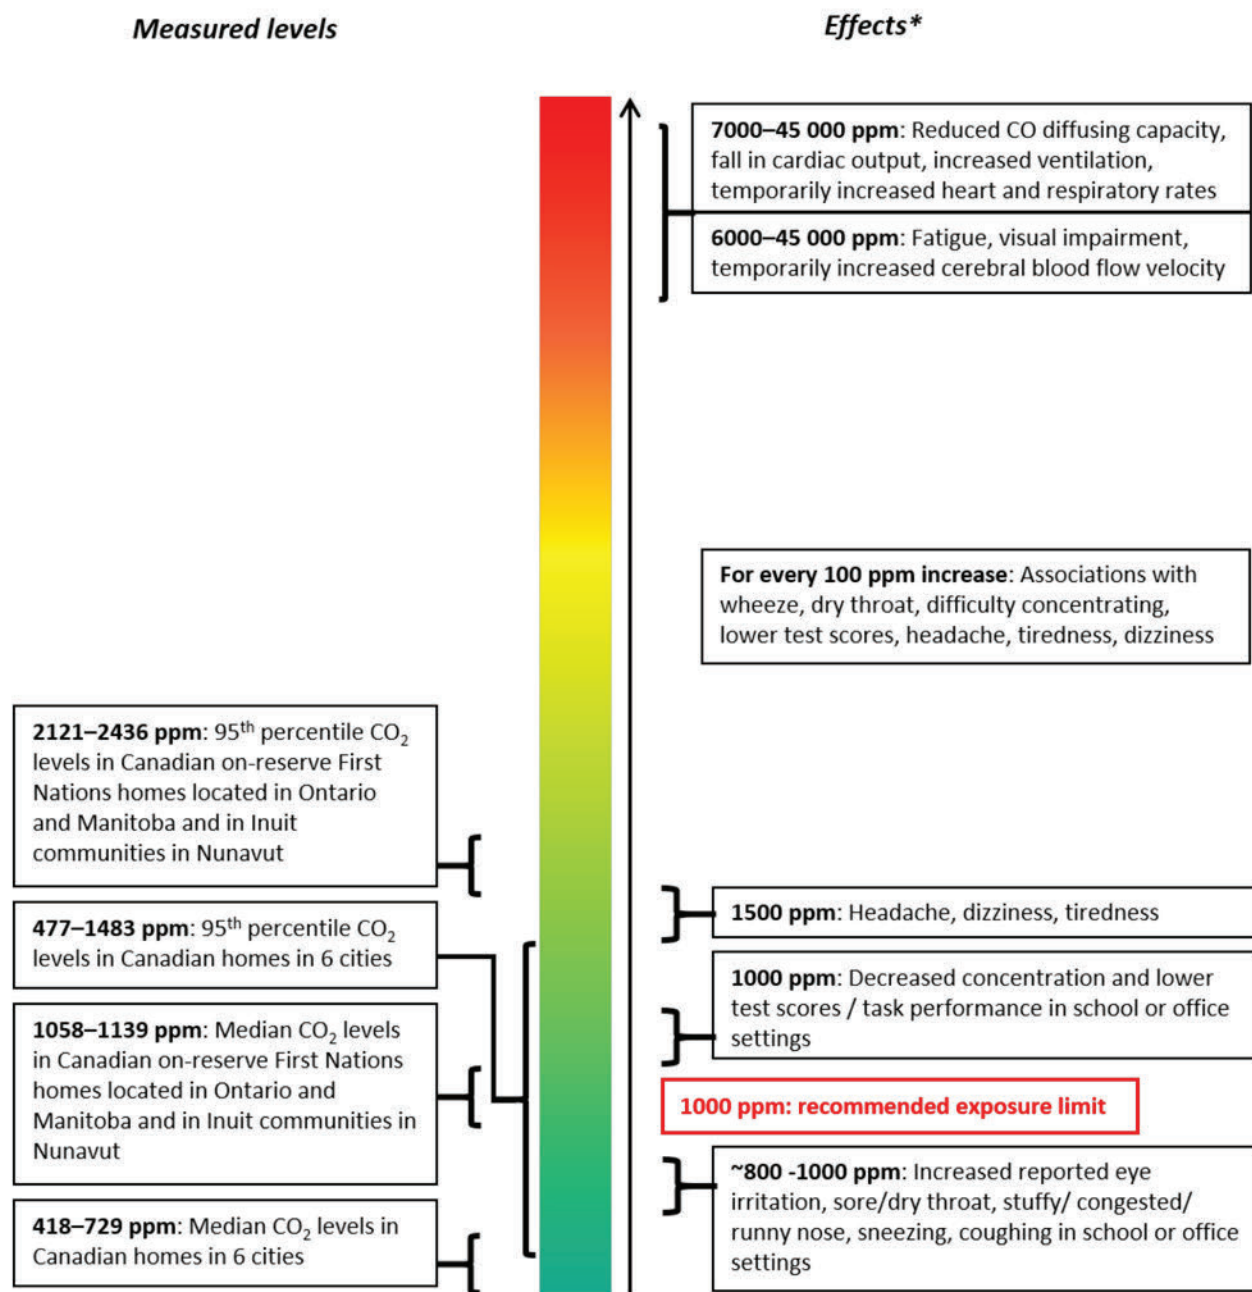 Measured levels
Effects*
7000–45 000 ppm: Reduced CO diffusing capacity,
fall in cardiac output, increased ventilation,
temporarily increased heart and respiratory rates
6000–45 000 ppm: Fatigue, visual impairment,
temporarily increased cerebral blood flow velocity
For every 100 ppm increase: Associations with
wheeze, dry throat, difficulty concentrating,
lower test scores, headache, tiredness, dizziness
2121–2436 ppm: 95th percentile CO2
levels in Canadian on-reserve First
Nations homes located in Ontario
and Manitoba and in Inuit
communities in Nunavut
477–1483 ppm: 95th percentile CO2
levels in Canadian homes in 6 cities
1058–1139 ppm: Median CO2 levels
in Canadian on-reserve First Nations
homes located in Ontario and
Manitoba and in Inuit communities in
Nunavut
418–729 ppm: Median CO2 levels in
Canadian homes in 6 cities
1500 ppm: Headache, dizziness, tiredness
1000 ppm: Decreased concentration and lower
test scores / task performance in school or office
settings
1000 ppm: recommended exposure limit
~800 -1000 ppm: Increased reported eye
irritation, sore/dry throat, stuffy/ congested/
runny nose, sneezing, coughing in school or office
settings